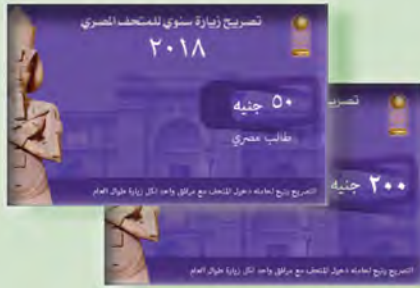 تصريح زيارة سنوي للمتحف المصري
٢٠١٨
٥٠ جنيه
طالب مصري
التصريح يتيح لحامله دخول المتحف مع مرافق واحد لكل زيارة طوال العام
تصريح
٢٠٠ جنيه
التصريح يتيح لحامله دخول المتحف مع مرافق واحد لكل زيارة طوال العام